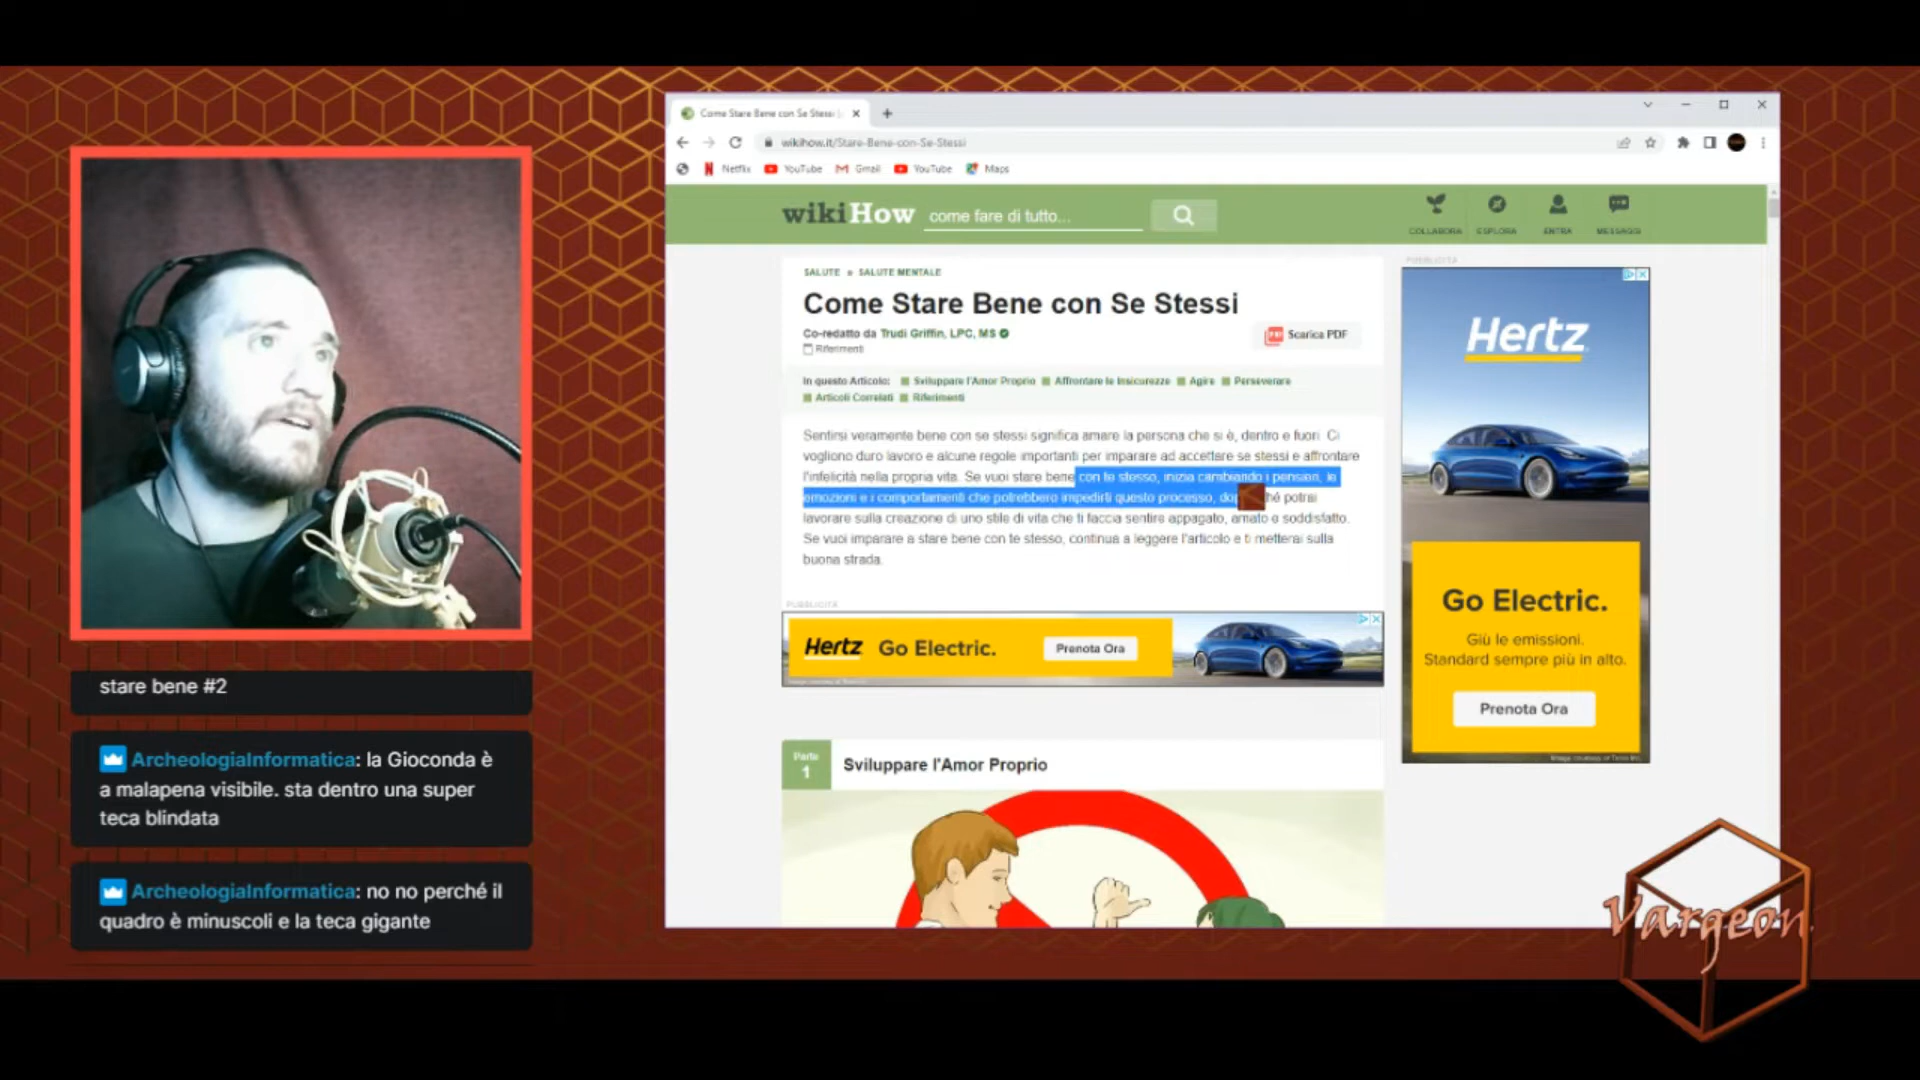 Come Stare Bene con Se Stessi
wikihow.it/Stare-Bene-con-Se-Stessi
Netflix YouTube Gmail YouTube Maps
wikiHow come fare di tutto...
COLLABORA ESPLORA ENTRA MESSAGGI
SALUTE » SALUTE MENTALE
Come Stare Bene con Se Stessi
Co-redatto da Trudi Griffin, LPC, MS
Riferimenti
Scarica PDF
In questo Articolo: Sviluppare l'Amor Proprio Affrontare le Insicurezze Agire Perseverare
Articoli Correlati Riferimenti
Sentirsi veramente bene con se stessi significa amare la persona che si è, dentro e fuori. Ci
vogliono duro lavoro e alcune regole importanti per imparare ad accettare se stessi e affrontare
l'infelicità nella propria vita. Se vuoi stare bene con te stesso, inizia cambiando i pensieri, le
emozioni e i comportamenti che potrebbero impedirti questo processo, potrai
lavorare sulla creazione di uno stile di vita che ti faccia sentire appagato, amato o soddisfatto.
Se vuoi imparare a stare bene con te stesso, continua a leggere l'articolo e ti metterai sulla
buona strada.
PUBBLICITÀ
Hertz Go Electric. Prenota Ora
Parte
1
Sviluppare l'Amor Proprio
PUBBLICITÀ
Hertz
Go Electric.
Giù le emissioni.
Standard sempre più in alto.
Prenota Ora
stare bene #2
ArcheologiaInformatica: la Gioconda è
a malapena visibile. sta dentro una super
teca blindata
ArcheologiaInformatica: no no perché il
quadro è minuscoli e la teca gigante
Vargeon